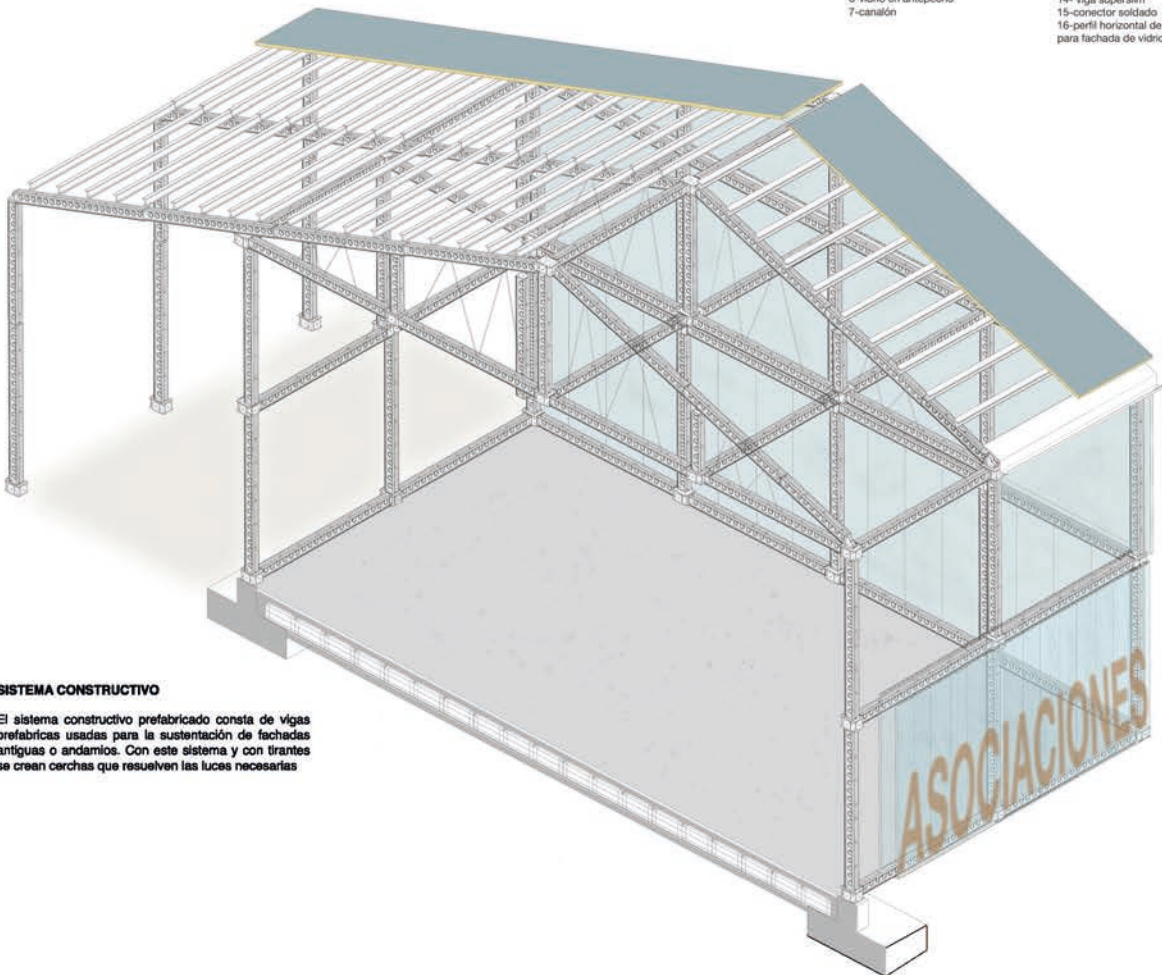 7-canalón
15-conector soldado
16-perfil horizontal de
para fachada de vidrio
SISTEMA CONSTRUCTIVO
El sistema constructivo prefabricado consta de vigas
prefabricas usadas para la sustentación de fachadas
antiguas o andamios. Con este sistema y con tirantes
se crean cerchas que resuelven las luces necesarias
ASOCIACIONES